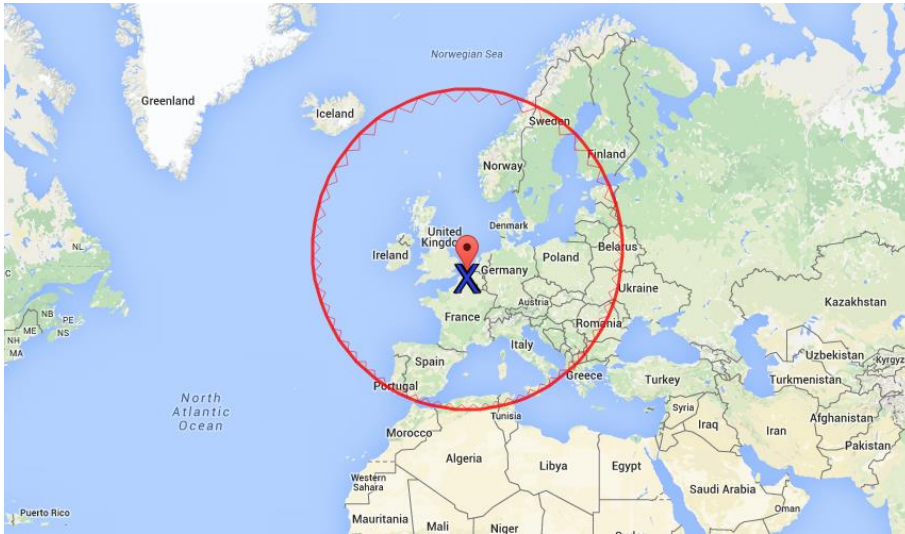 Norwegian Sea
Greenland
Iceland
Sweden
Finland
Norway
United
Kingdom
Denmark
Ireland
Germany
Poland
Belarus
X
Ukraine
Austria
France
Romania
Kazakhstan
Italy
Spain
Portugal
Greece
Turkey
Uzbekistan
Kyrgyz
Turkmenistan
NL
NB
PE
ME
NS
NH
MA
C
North
Atlantic
Ocean
Tunisia
Syria
Iraq
Iran
Afghanistan
Pakistan
Morocco
Algeria
Libya
Egypt
Western
Sahara
Saudi Arabia
Oman
Puerto Rico
Mauritania
Mali
Niger